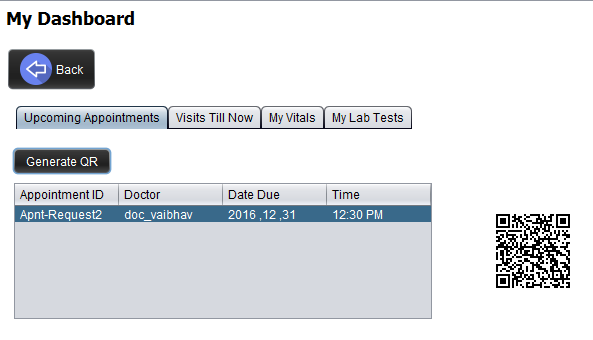 My Dashboard
Back
Upcoming Appointments Visits Till Now My Vitals My Lab Tests
Generate QR
Appointment ID Doctor Date Due Time
Apnt-Request2 doc_vaibhav 2016 ,12 ,31 12:30 PM